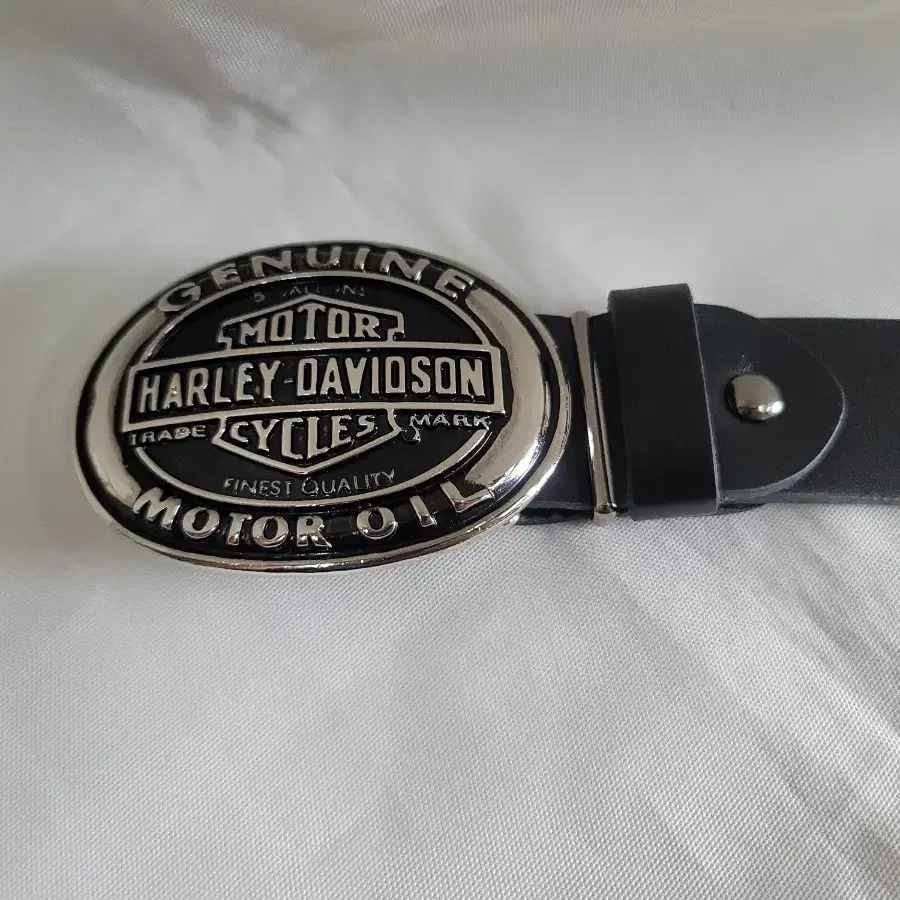 GENUINE
MOTOR
HARLEY-DAVIDSON
TRADE CYCLES MARK
FINEST QUALITY
MOTOR OIL